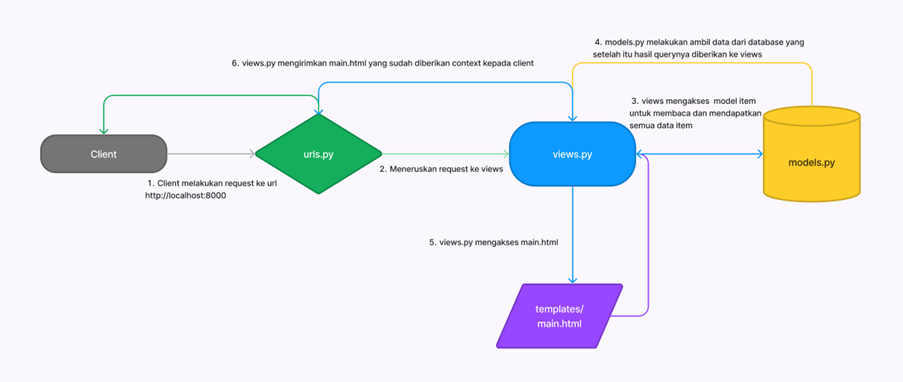 4. models.py melakukan ambil data dari database yang
setelah itu hasil querynya diberikan ke views
6. views.py mengirimkan main.html yang sudah diberikan context kepada client
3. views mengakses model item
untuk membaca dan mendapatkan
semua data item
Client
urls.py
views.py
models.py
2. Meneruskan request ke views
1. Client melakukan request ke url
http://localhost:8000
5. views.py mengakses main.html
templates/
main.html